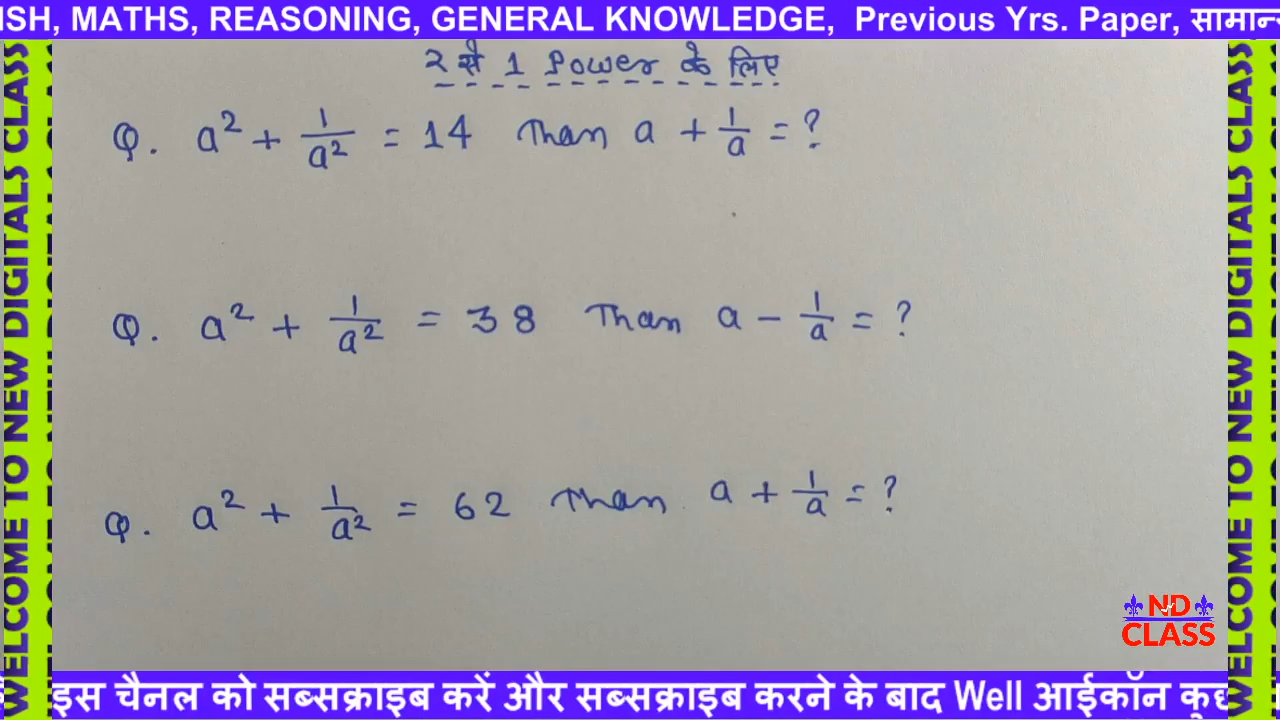 ISH, MATHS, REASONING, GENERAL KNOWLEDGE, Previous Yrs. Paper,
२ से 1 Power के लिए
Q. a² + 1/a² = 14 Than a + 1/a = ?
Q. a² + 1/a² = 38 Than a - 1/a = ?
Q. a² + 1/a² = 62 Than a + 1/a = ?
WELCOME TO NEW DIGITALS CLASS
WELCOME TO NEW DIGITALS CLASS
ND
CLASS
इस चैनल को सब्सक्राइब करें और सब्सक्राइब करने के बाद Well आईकॉन